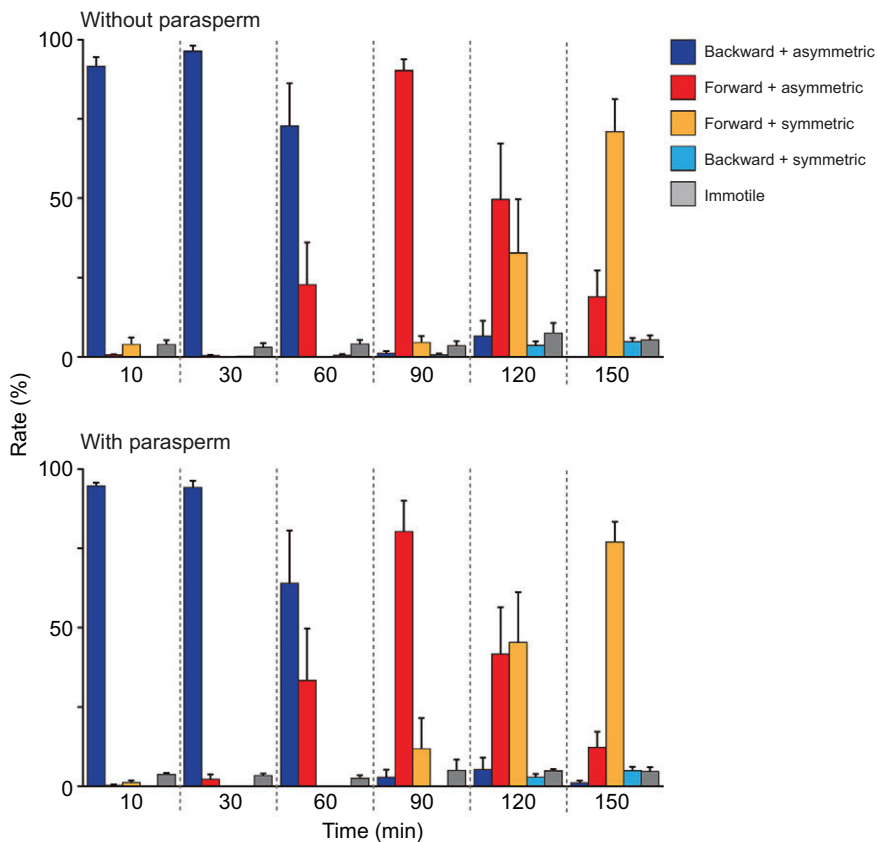 Without parasperm
100
50
0
10 30 60 90 120 150
Backward + asymmetric
Forward + asymmetric
Forward + symmetric
Backward + symmetric
Immotile
Rate (%)
With parasperm
100
50
0
10 30 60 90 120 150
Time (min)